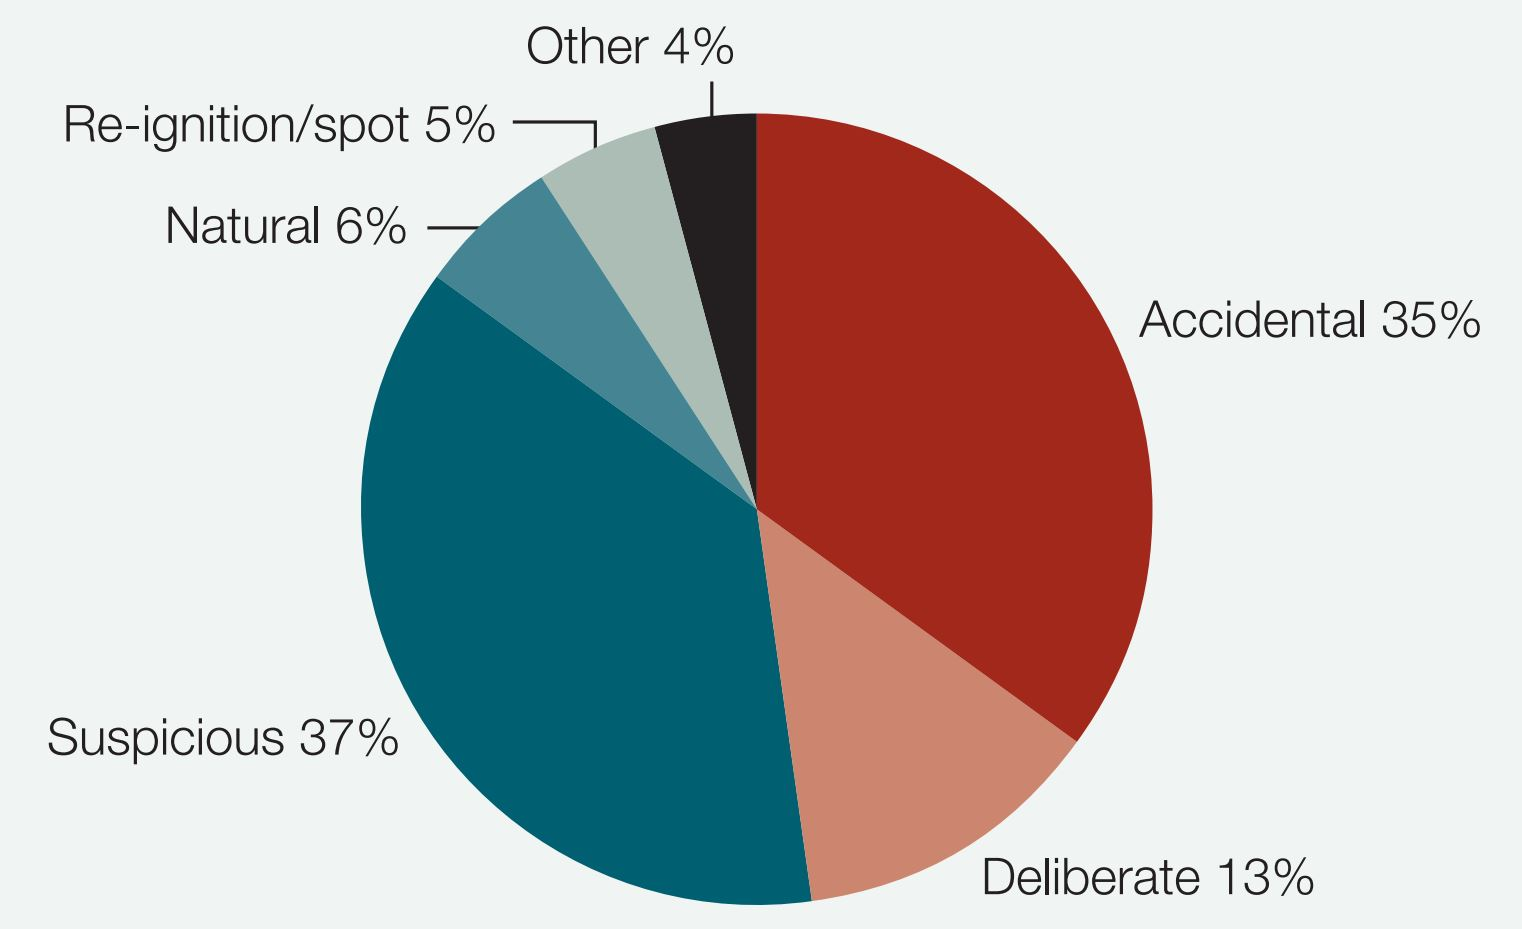 Other 4%
Re-ignition/spot 5%
Natural 6%
Accidental 35%
Suspicious 37%
Deliberate 13%